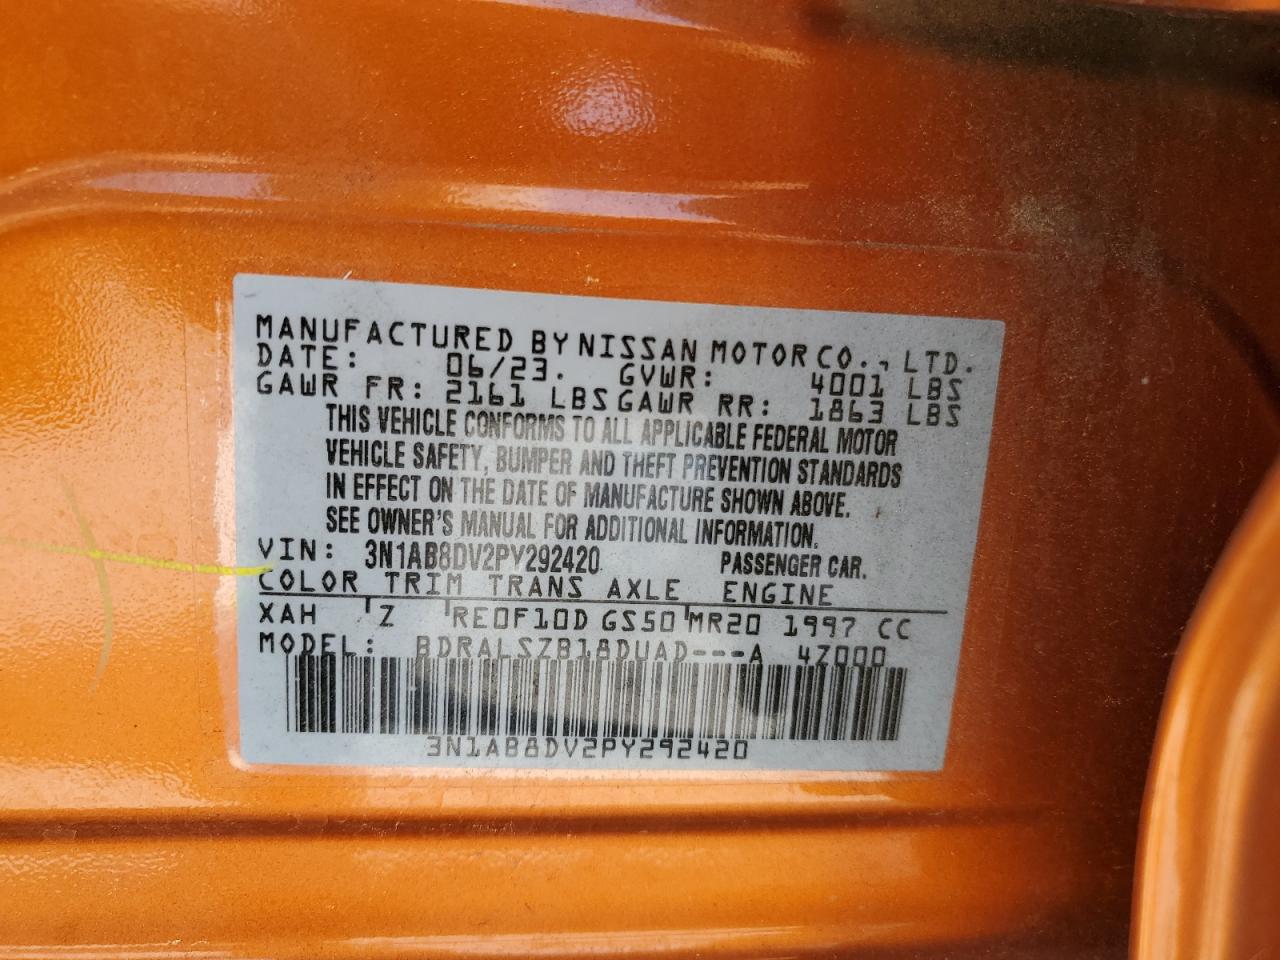 MANUFACTURED BY NISSAN MOTOR CO., LTD.
DATE: 06/23. GVWR: 4001 LBS
GAWR FR: 2161 LBS GAWR RR: 1863 LBS
THIS VEHICLE CONFORMS TO ALL APPLICABLE FEDERAL MOTOR
VEHICLE SAFETY, BUMPER AND THEFT PREVENTION STANDARDS
IN EFFECT ON THE DATE OF MANUFACTURE SHOWN ABOVE.
SEE OWNER'S MANUAL FOR ADDITIONAL INFORMATION.
VIN: 3N1AB8DV2PY292420 PASSENGER CAR.
COLOR TRIM TRANS AXLE ENGINE
XAH Z RE0F10D GS50 MR20 1997 CC
MODEL: BDRALSZB18DUAD---A 4Z000
3N1AB8DV2PY292420